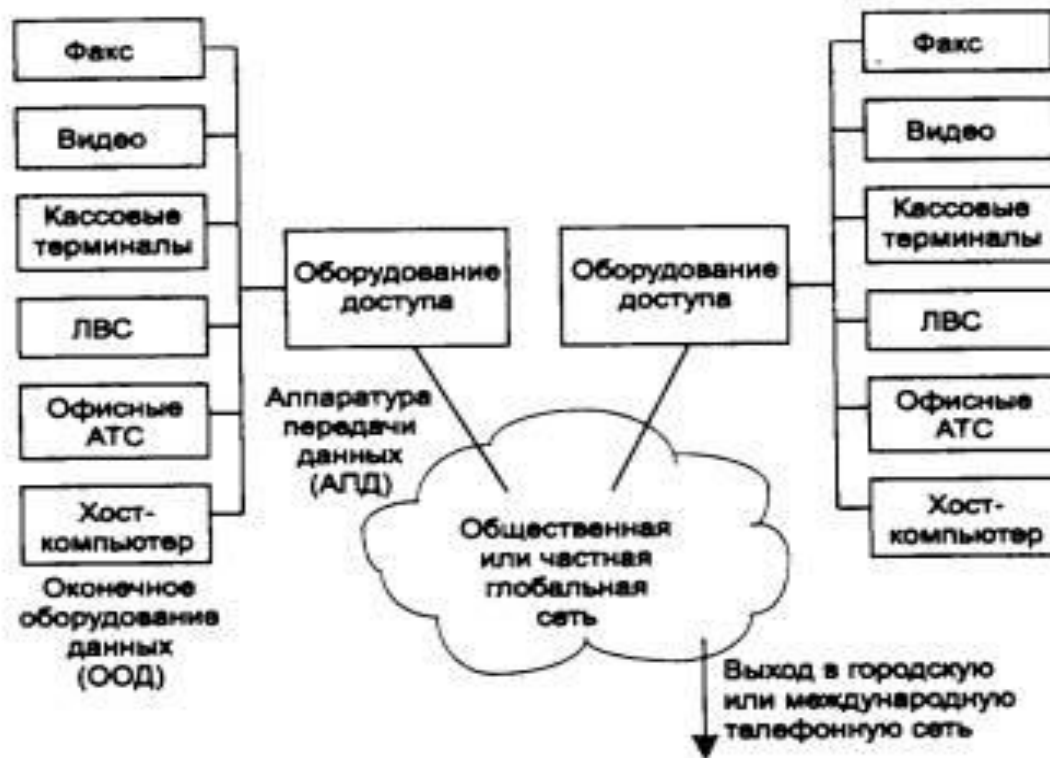 Факс
Видео
Кассовые
терминалы
ЛВС
Офисные
АТС
Хост-
компьютер
Оконечное
оборудование
данных
(ООД)
Оборудование
доступа
Аппаратура
передачи
данных
(АПД)
Оборудование
доступа
Общественная
или частная
глобальная
сеть
Выход в городскую
или международную
телефонную сеть
Факс
Видео
Кассовые
терминалы
ЛВС
Офисные
АТС
Хост-
компьютер